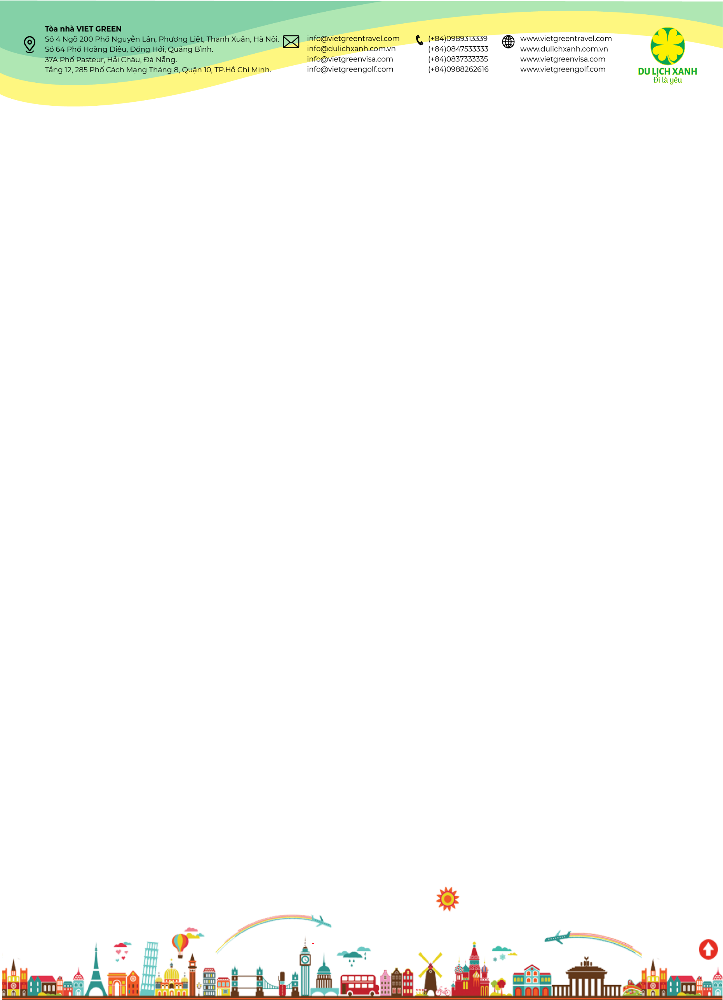 Tòa nhà VIET GREEN
Số 4 Ngõ 200 Phố Nguyễn Lân, Phương Liệt, Thanh Xuân, Hà Nội.
Số 64 Phố Hoàng Diệu, Đồng Hới, Quảng Bình.
37A Phố Pasteur, Hải Châu, Đà Nẵng.
Tầng 12, 285 Phố Cách Mạng Tháng 8, Quận 10, TP.Hồ Chí Minh.
info@vietgreentravel.com
info@dulichxanh.com.vn
info@vietgreenvisa.com
info@vietgreengolf.com
(+84)0989313339
(+84)0847533333
(+84)0837333335
(+84)0988262616
www.vietgreentravel.com
www.dulichxanh.com.vn
www.vietgreenvisa.com
www.vietgreengolf.com
DU LỊCH XANH
Đi là yêu